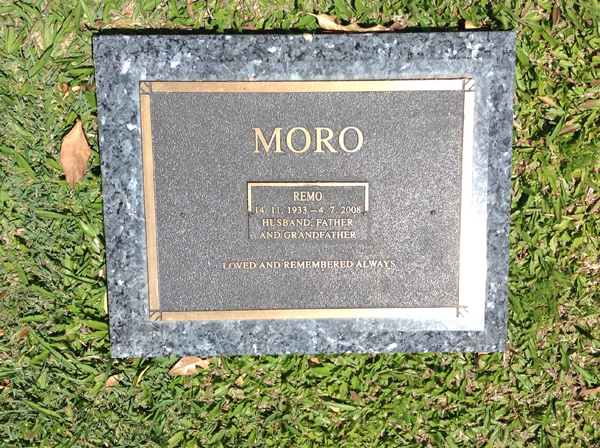 MORO
REMO
14. 11. 1933 – 4. 7. 2008
HUSBAND, FATHER
AND GRANDFATHER
LOVED AND REMEMBERED ALWAYS